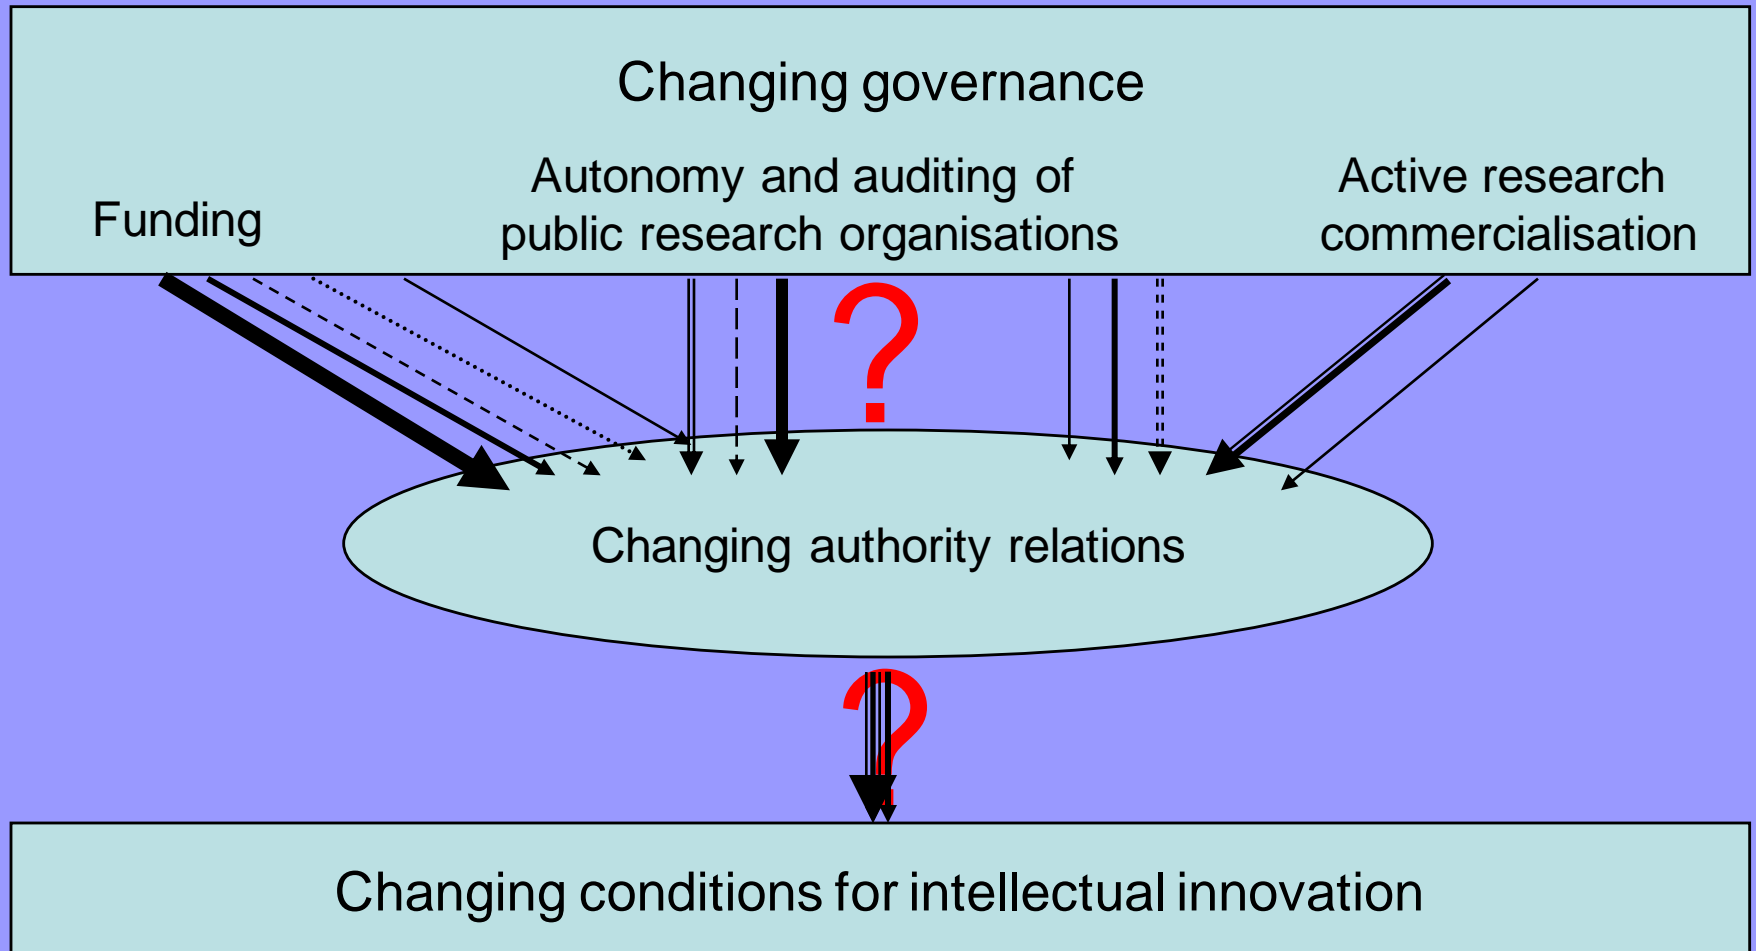 Changing governance
Funding
Autonomy and auditing of
public research organisations
Active research
commercialisation
?
Changing authority relations
?
Changing conditions for intellectual innovation